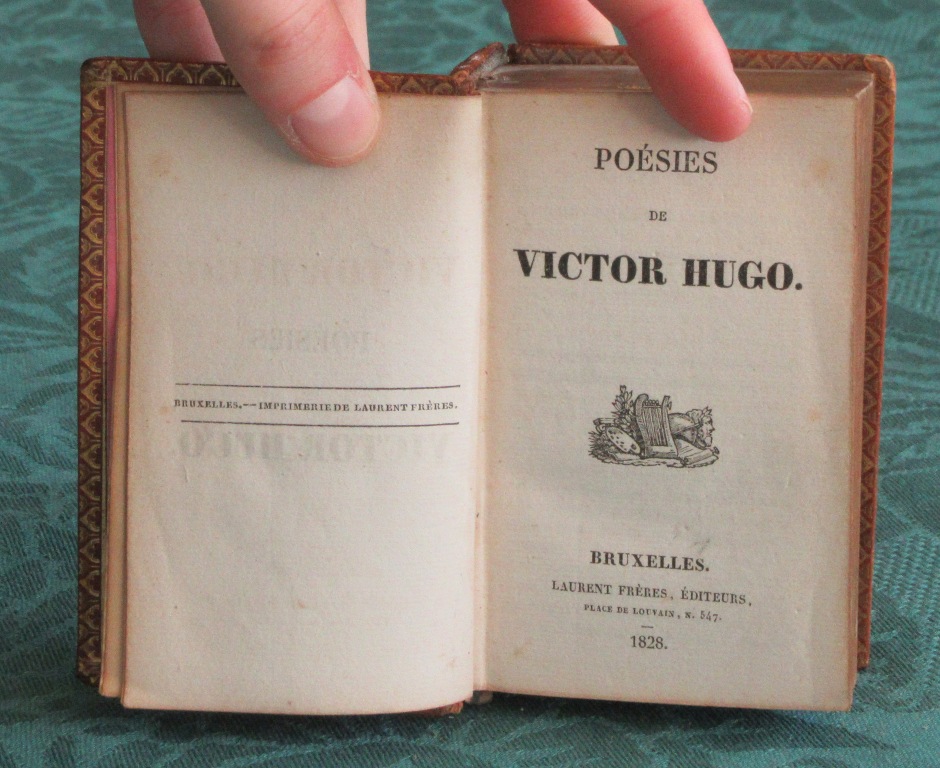 BRUXELLES.—IMPRIMERIE DE LAURENT FRÈRES.
POÉSIES
DE
VICTOR HUGO.
BRUXELLES.
LAURENT FRÈRES, ÉDITEURS,
PLACE DE LOUVAIN, N. 547.
1828.